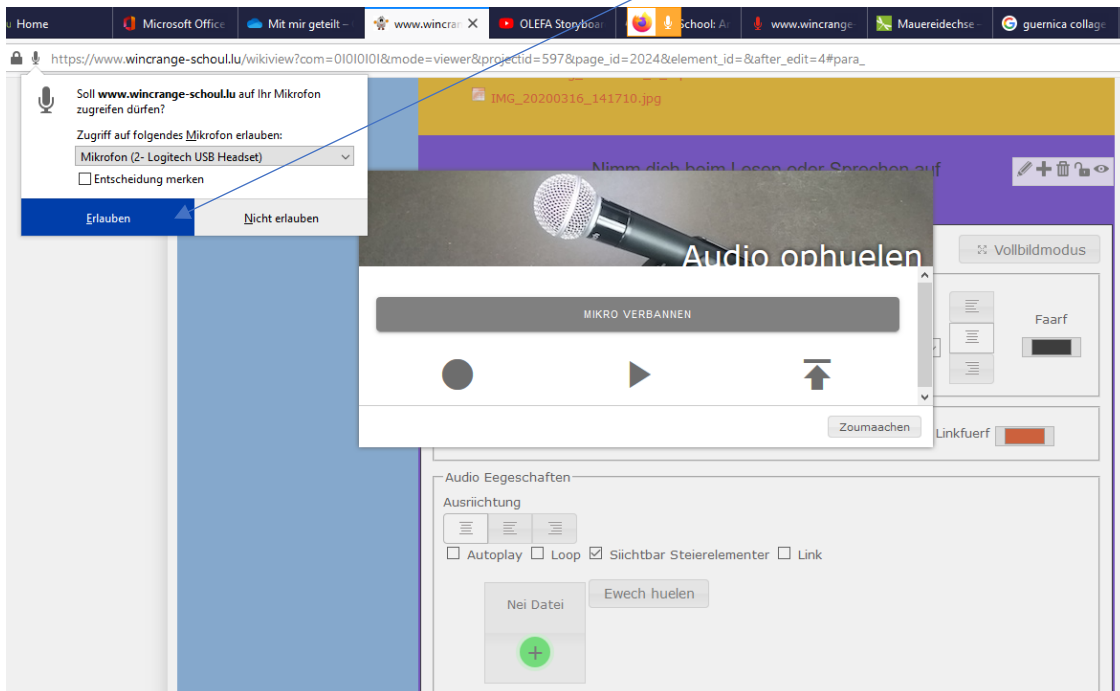 u Home
Microsoft Office
Mit mir geteilt –
www.wincran
OLEFA Storyboar
School: Ar
www.wincrange-
Mauereidechse –
guernica collage
https://www.wincrange-schoul.lu/wikiview?com=0I0I0I0I&mode=viewer&projectid=597&page_id=2024&element_id=&after_edit=4#para_
Soll www.wincrange-schoul.lu auf Ihr Mikrofon
zugreifen dürfen?
Zugriff auf folgendes Mikrofon erlauben:
Mikrofon (2- Logitech USB Headset)
Entscheidung merken
Erlauben
Nicht erlauben
IMG_20200316_141710.jpg
Nimm dich beim Lesen oder Sprechen auf
Audio ophuelen
Vollbildmodus
MIKRO VERBANNEN
Faarf
Zoumaachen
Linkfuerf
Audio Eegeschaften
Ausriichtung
Autoplay Loop Siichtbar Steierelementer Link
Nei Datei
Ewech huelen